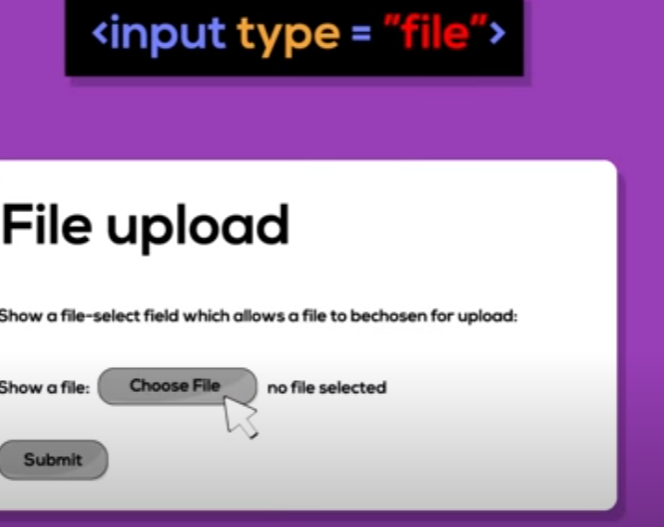 <input type = "file">
File upload
Show a file-select field which allows a file to bechosen for upload:
Show a file: Choose File no file selected
Submit